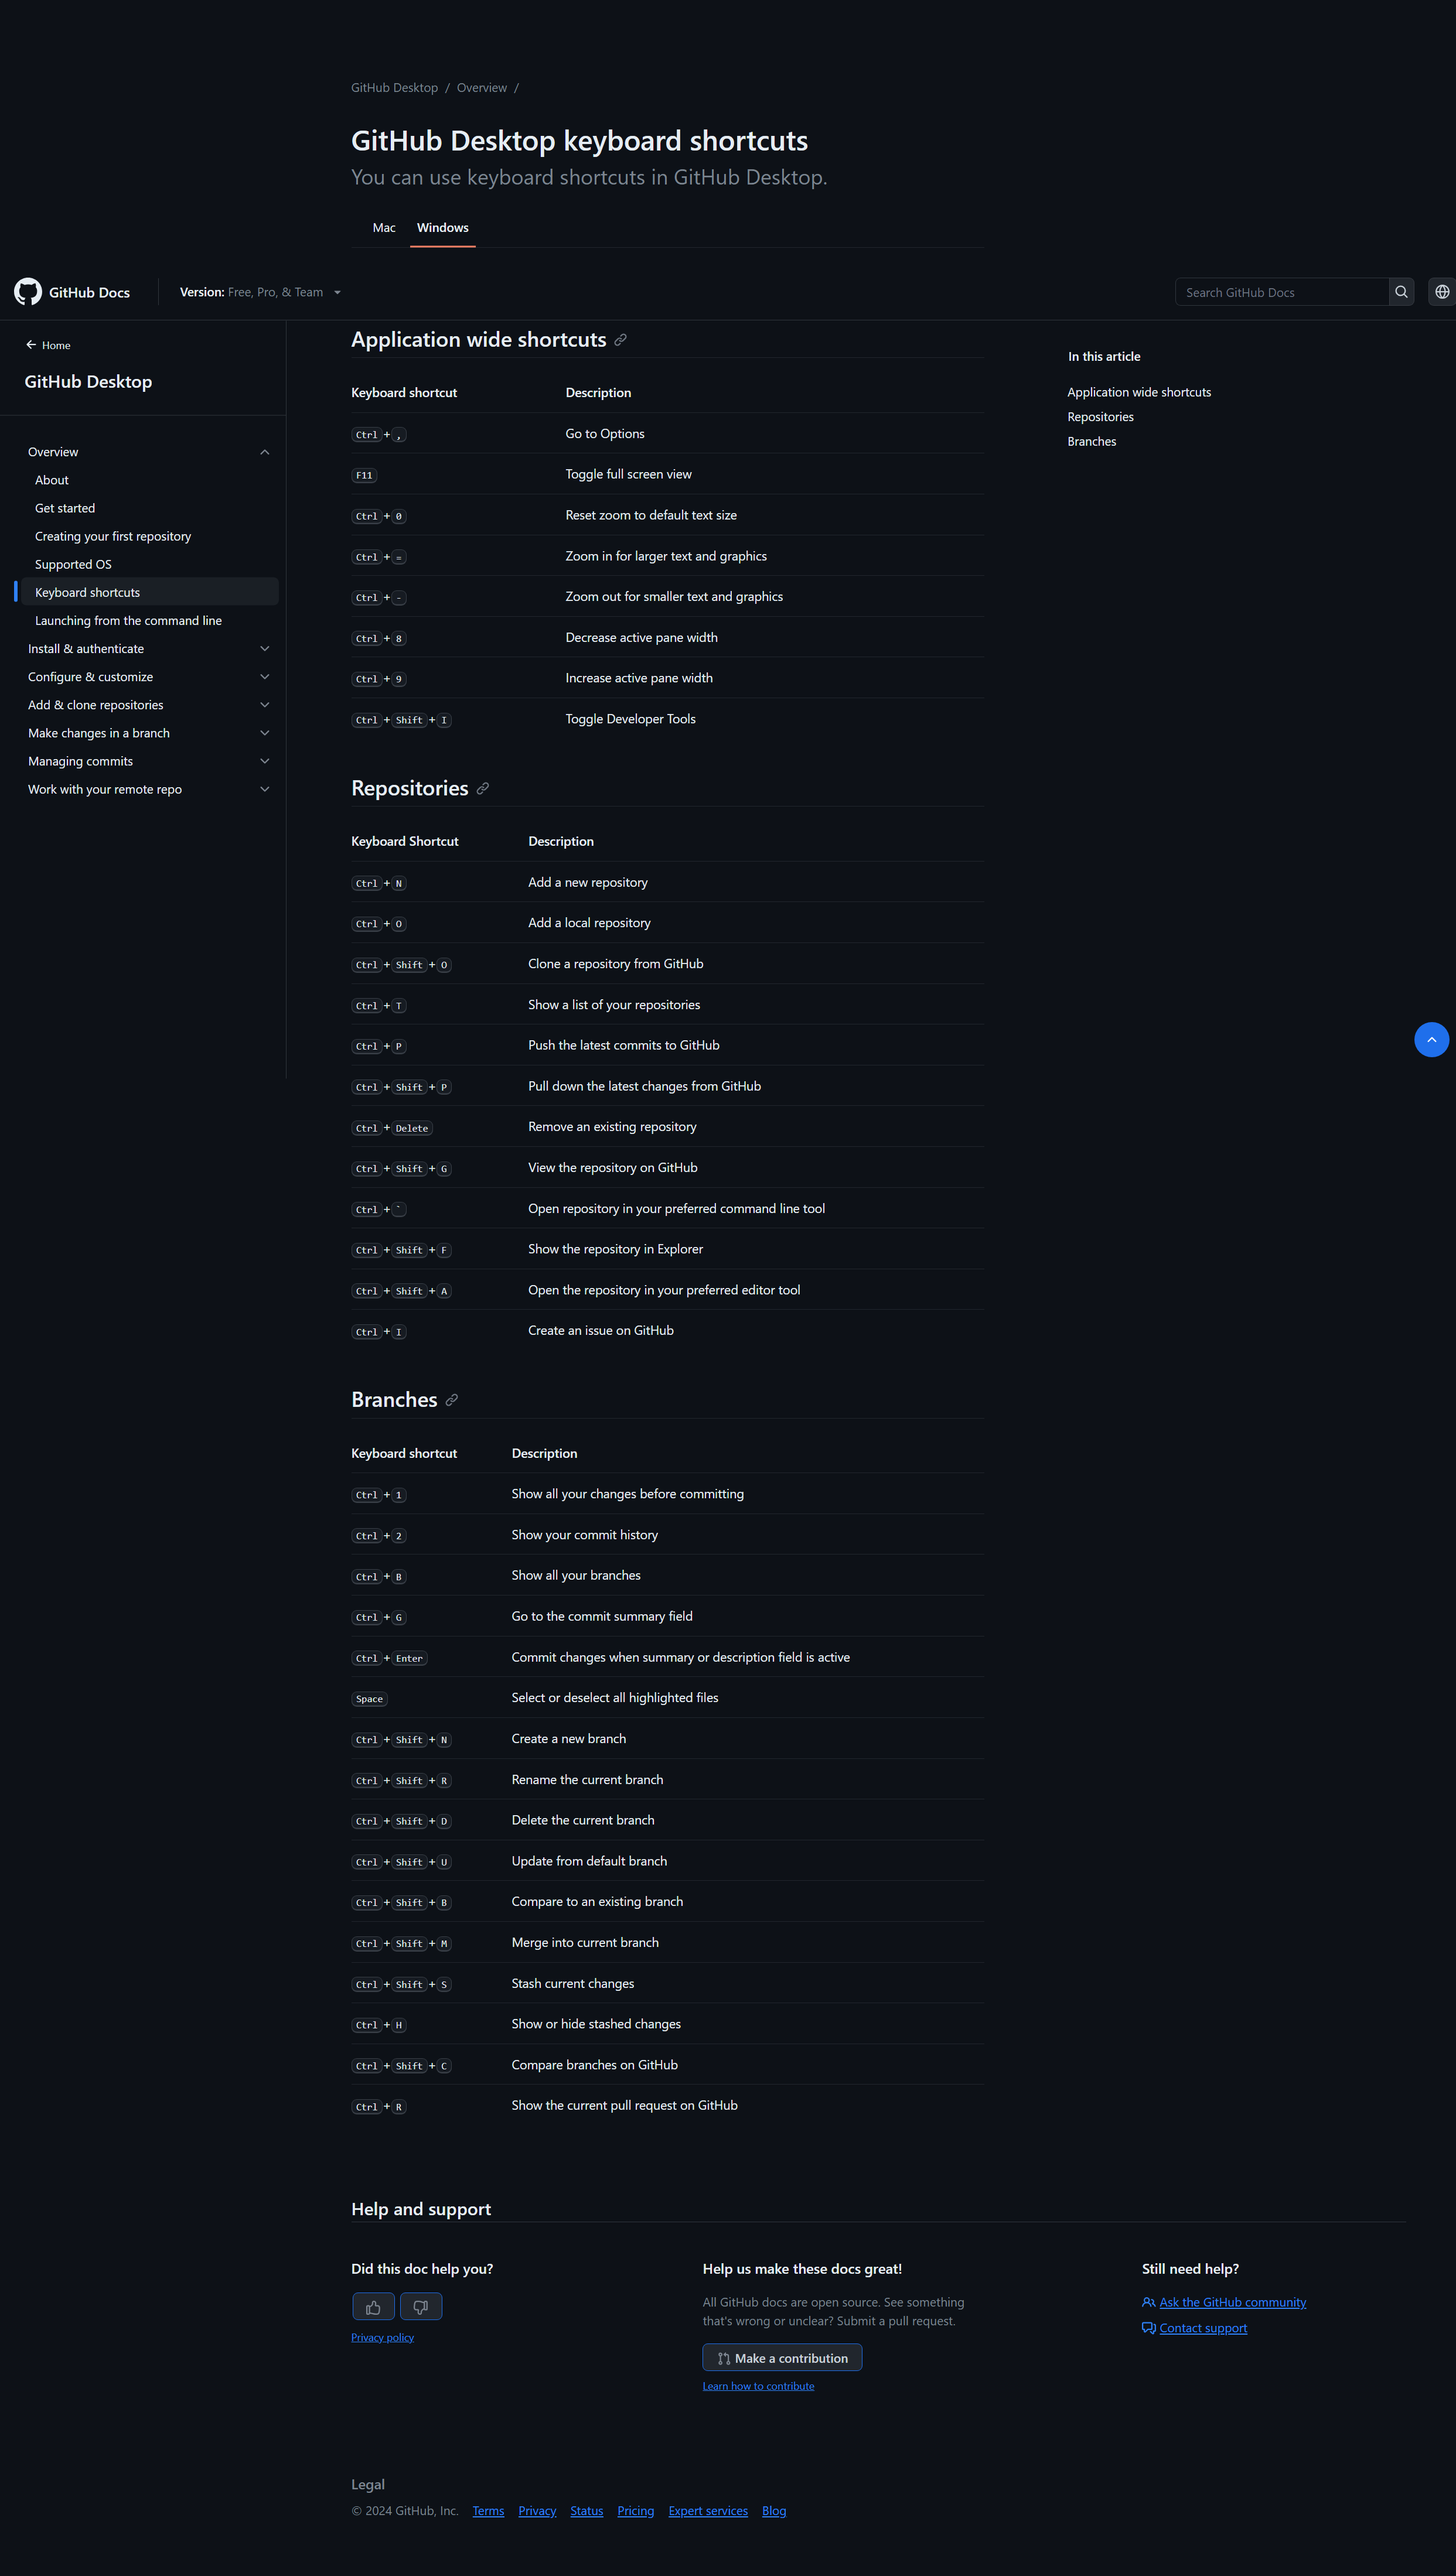 GitHub Desktop / Overview /
GitHub Desktop keyboard shortcuts
You can use keyboard shortcuts in GitHub Desktop.
Mac Windows
GitHub Docs Version: Free, Pro, & Team Search GitHub Docs
Home
GitHub Desktop
Overview
About
Get started
Creating your first repository
Supported OS
Keyboard shortcuts
Launching from the command line
Install & authenticate
Configure & customize
Add & clone repositories
Make changes in a branch
Managing commits
Work with your remote repo
Application wide shortcuts
Keyboard shortcut Description
Ctrl+, Go to Options
F11 Toggle full screen view
Ctrl+0 Reset zoom to default text size
Ctrl+= Zoom in for larger text and graphics
Ctrl+- Zoom out for smaller text and graphics
Ctrl+8 Decrease active pane width
Ctrl+9 Increase active pane width
Ctrl+Shift+I Toggle Developer Tools
Repositories
Keyboard Shortcut Description
Ctrl+N Add a new repository
Ctrl+O Add a local repository
Ctrl+Shift+O Clone a repository from GitHub
Ctrl+T Show a list of your repositories
Ctrl+P Push the latest commits to GitHub
Ctrl+Shift+P Pull down the latest changes from GitHub
Ctrl+Delete Remove an existing repository
Ctrl+Shift+G View the repository on GitHub
Ctrl+` Open repository in your preferred command line tool
Ctrl+Shift+F Show the repository in Explorer
Ctrl+Shift+A Open the repository in your preferred editor tool
Ctrl+I Create an issue on GitHub
Branches
Keyboard shortcut Description
Ctrl+1 Show all your changes before committing
Ctrl+2 Show your commit history
Ctrl+B Show all your branches
Ctrl+G Go to the commit summary field
Ctrl+Enter Commit changes when summary or description field is active
Space Select or deselect all highlighted files
Ctrl+Shift+N Create a new branch
Ctrl+Shift+R Rename the current branch
Ctrl+Shift+D Delete the current branch
Ctrl+Shift+U Update from default branch
Ctrl+Shift+B Compare to an existing branch
Ctrl+Shift+M Merge into current branch
Ctrl+Shift+S Stash current changes
Ctrl+H Show or hide stashed changes
Ctrl+Shift+C Compare branches on GitHub
Ctrl+R Show the current pull request on GitHub
In this article
Application wide shortcuts
Repositories
Branches
Help and support
Did this doc help you?
Privacy policy
Help us make these docs great!
All GitHub docs are open source. See something
that's wrong or unclear? Submit a pull request.
Make a contribution
Learn how to contribute
Still need help?
Ask the GitHub community
Contact support
Legal
© 2024 GitHub, Inc. Terms Privacy Status Pricing Expert services Blog